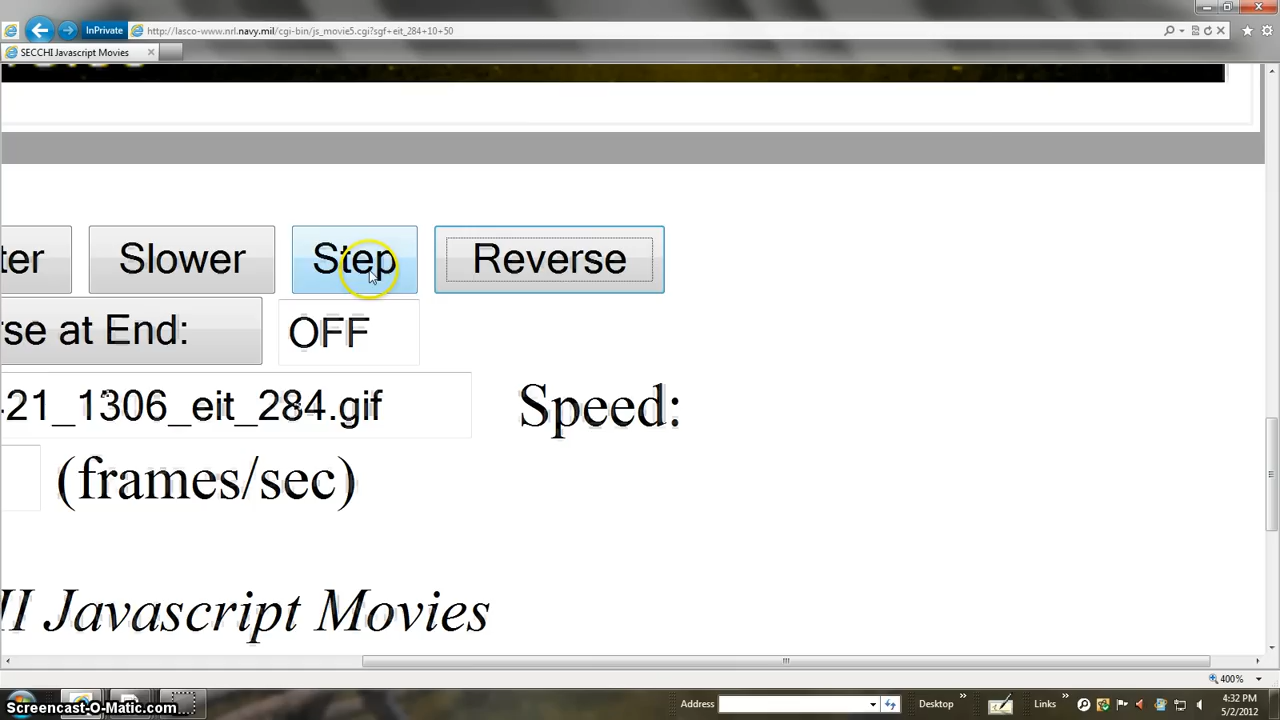 InPrivate
http://lasco-www.nrl.navy.mil/cgi-bin/js_movie5.cgi?sgf+eit_284+10+50
SECCHI Javascript Movies
ter Slower Step Reverse
rse at End: OFF
421_1306_eit_284.gif Speed:
(frames/sec)
II Javascript Movies
400%
Screencast-O-Matic.com
Address
Desktop
Links
4:32 PM
5/2/2012